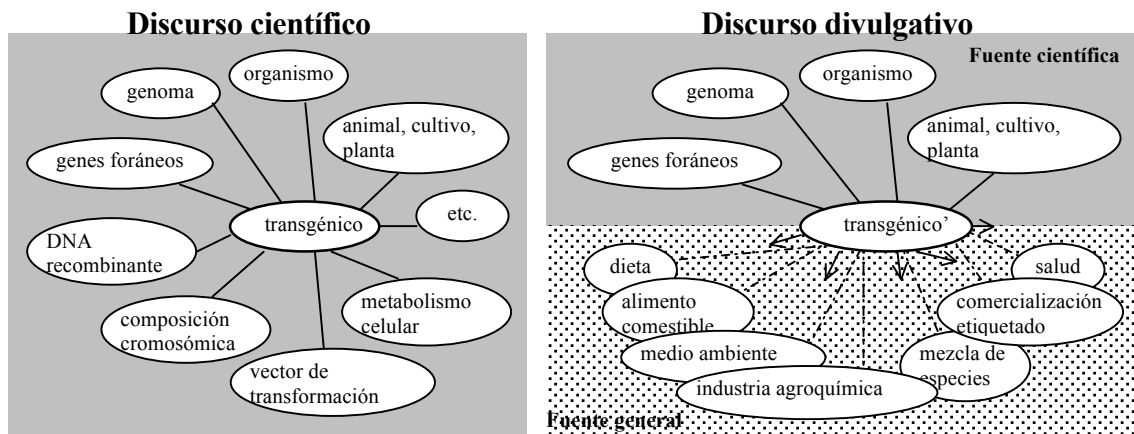 Discurso científico
organismo
genoma
animal, cultivo,
planta
genes foráneos
etc.
transgénico
DNA
recombinante
metabolismo
celular
composición
cromosómica
vector de
transformación
Discurso divulgativo
Fuente científica
organismo
genoma
animal, cultivo,
planta
genes foráneos
transgénico’
dieta
salud
alimento
comestible
comercialización
etiquetado
medio ambiente
mezcla de
especies
industria agroquímica
Fuente general